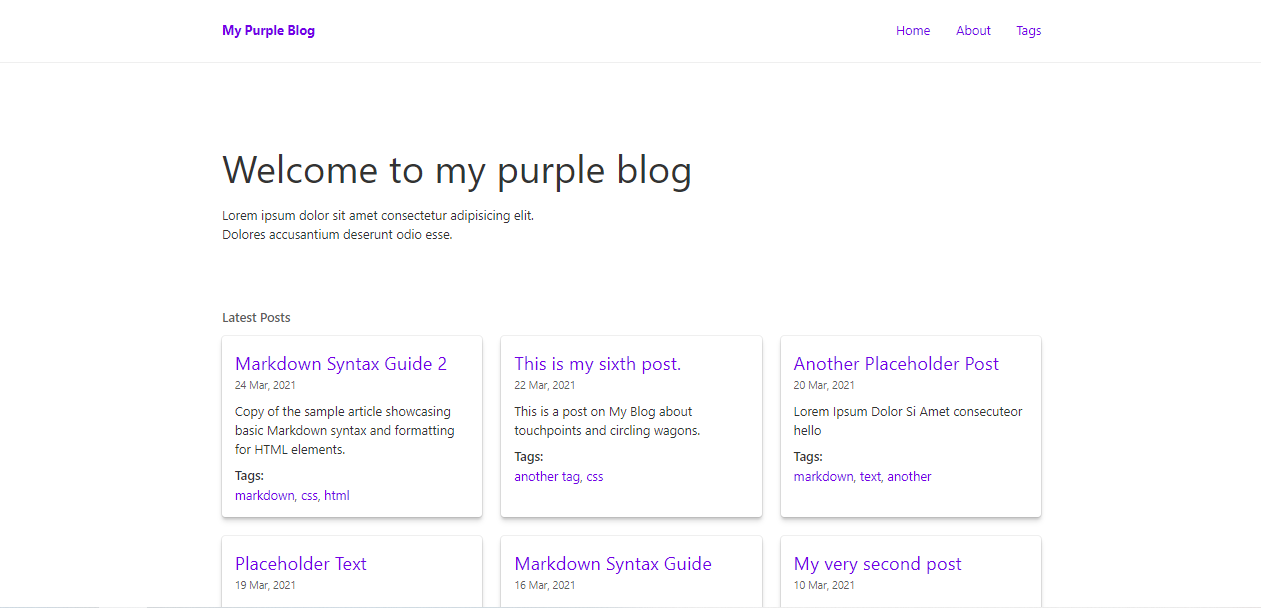 My Purple Blog
Home About Tags
Welcome to my purple blog
Lorem ipsum dolor sit amet consectetur adipisicing elit.
Dolores accusantium deserunt odio esse.
Latest Posts
Markdown Syntax Guide 2
24 Mar, 2021
Copy of the sample article showcasing
basic Markdown syntax and formatting
for HTML elements.
Tags:
markdown, css, html
This is my sixth post.
22 Mar, 2021
This is a post on My Blog about
touchpoints and circling wagons.
Tags:
another tag, css
Another Placeholder Post
20 Mar, 2021
Lorem Ipsum Dolor Si Amet consecuteor
hello
Tags:
markdown, text, another
Placeholder Text
19 Mar, 2021
Markdown Syntax Guide
16 Mar, 2021
My very second post
10 Mar, 2021